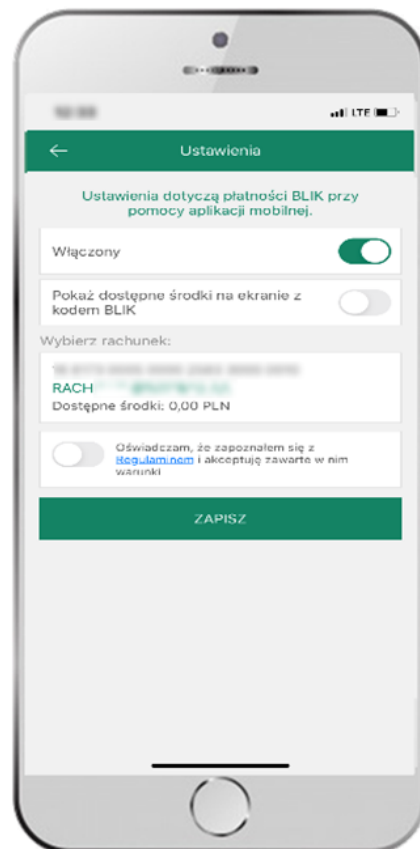 LTE
Ustawienia
Ustawienia dotyczą płatności BLIK przy
pomocy aplikacji mobilnej.
Włączony
Pokaż dostępne środki na ekranie z
kodem BLIK
Wybierz rachunek:
RACH
Dostępne środki: 0,00 PLN
Oświadczam, że zapoznałem się z
Regulaminem i akceptuję zawarte w nim
warunki
ZAPISZ